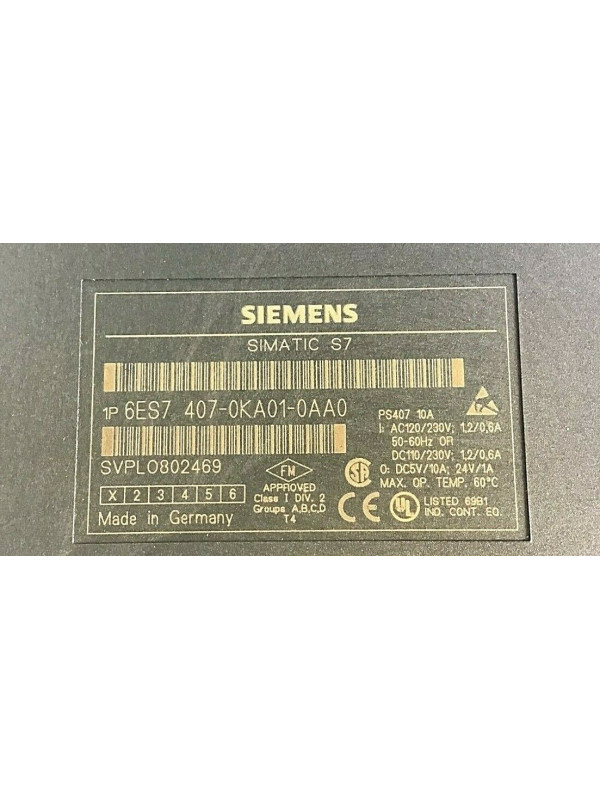 SIEMENS
SIMATIC S7
1P 6ES7 407-0KA01-0AA0
SVPLO802469
X 2 3 4 5 6
Made in Germany
FM
APPROVED
Class I DIV. 2
Groups A,B,C,D
T4
PS407 10A
I: AC120/230V; 1,2/0,6A
50-60Hz OR
DC110/230V; 1,2/0,6A
O: DC5V/10A; 24V/1A
MAX. OP. TEMP. 60°C
SA
CE
UL LISTED 69B1
IND. CONT. EQ.